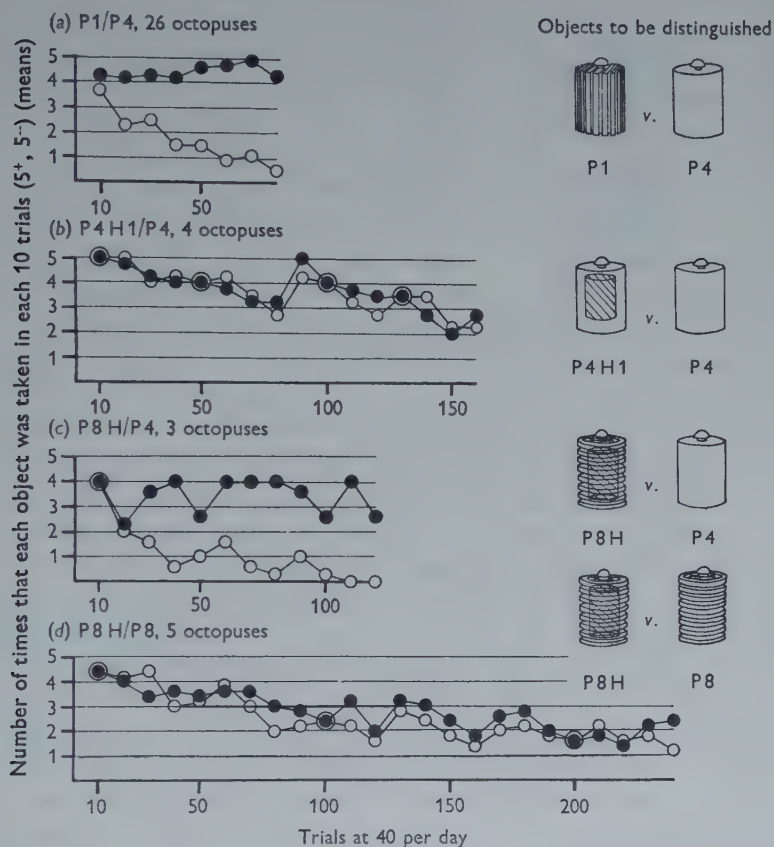 (a) P1/P4, 26 octopuses
Objects to be distinguished
5
4
3
2
1
10 50
v.
P1 P4
(b) P4 H1/P4, 4 octopuses
5
4
3
2
1
10 50 100 150
v.
P4H1 P4
(c) P8 H/P4, 3 octopuses
5
4
3
2
1
10 50 100
v.
P8H P4
v.
P8H P8
(d) P8 H/P8, 5 octopuses
5
4
3
2
1
10 50 100 150 200
Trials at 40 per day
Number of times that each object was taken in each 10 trials (5⁺, 5⁻) (means)